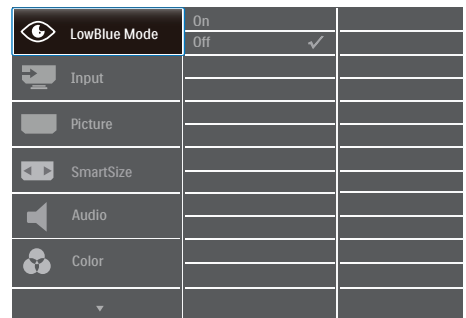 LowBlue Mode
On
Off
Input
Picture
SmartSize
Audio
Color